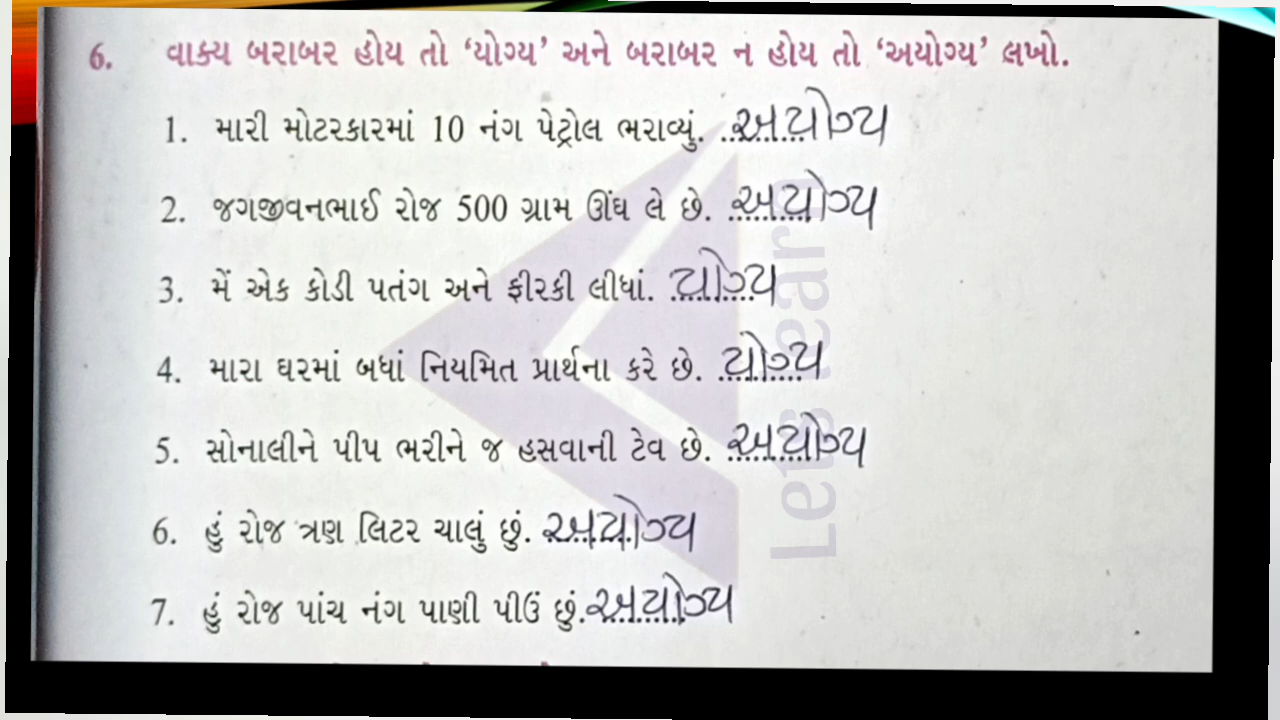 6. વાક્ય બરાબર હોય તો ‘યોગ્ય’ અને બરાબર ન હોય તો ‘અયોગ્ય’ લખો.
1. મારી મોટરકારમાં 10 નંગ પેટ્રોલ ભરાવ્યું. અયોગ્ય
2. જગજીવનભાઈ રોજ 500 ગ્રામ ઊંઘ લે છે. અયોગ્ય
3. મેં એક કોડી પતંગ અને ફીરકી લીધાં. યોગ્ય
4. મારા ઘરમાં બધાં નિયમિત પ્રાર્થના કરે છે. યોગ્ય
5. સોનાલીને પીપ ભરીને જ હસવાની ટેવ છે. અયોગ્ય
6. હું રોજ ત્રણ લિટર ચાલું છું. અયોગ્ય
7. હું રોજ પાંચ નંગ પાણી પીઉં છું. અયોગ્ય
Lets learn